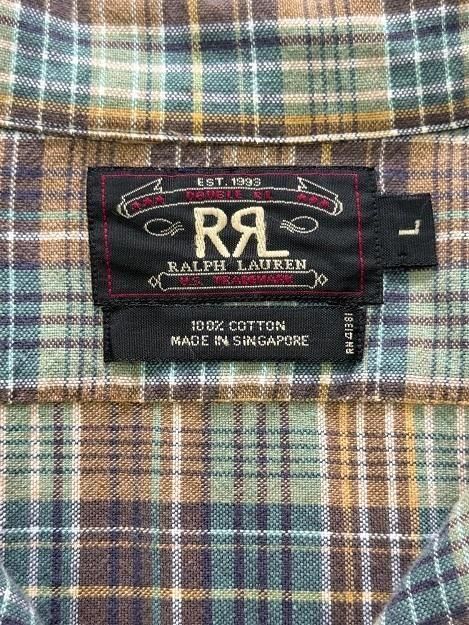 EST. 1993
DOUBLE RL
RRL
RALPH LAUREN
U.S. TRADEMARK
L
100% COTTON
MADE IN SINGAPORE
RN 41381